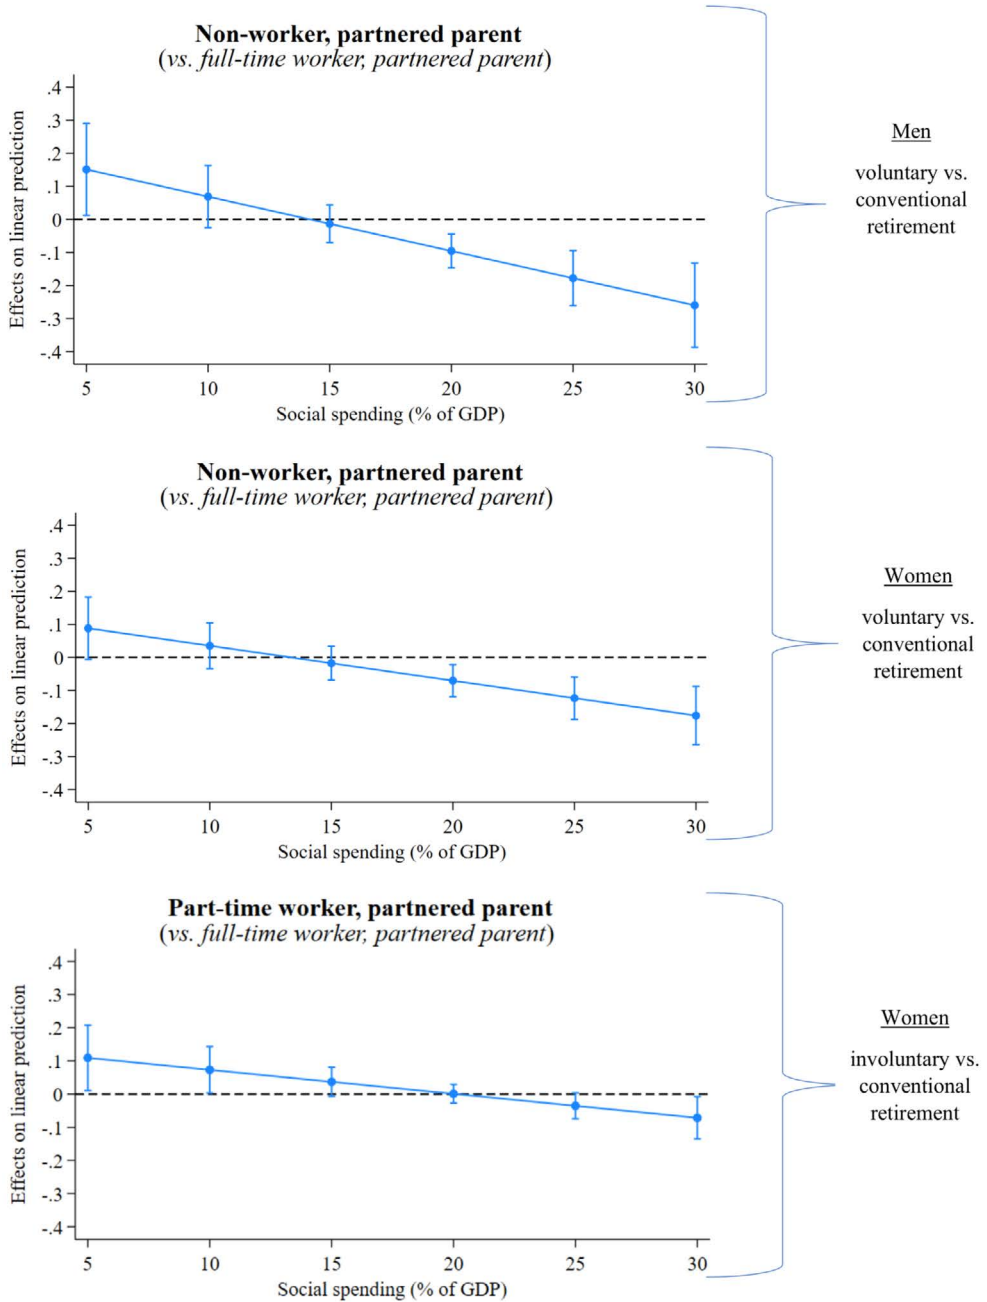 Non-worker, partnered parent
(vs. full-time worker, partnered parent)
Effects on linear prediction
.4
.3
.2
.1
0
-.1
-.2
-.3
-.4
5 10 15 20 25 30
Social spending (% of GDP)
Men
voluntary vs.
conventional
retirement
Non-worker, partnered parent
(vs. full-time worker, partnered parent)
Effects on linear prediction
.4
.3
.2
.1
0
-.1
-.2
-.3
-.4
5 10 15 20 25 30
Social spending (% of GDP)
Women
voluntary vs.
conventional
retirement
Part-time worker, partnered parent
(vs. full-time worker, partnered parent)
Effects on linear prediction
.4
.3
.2
.1
0
-.1
-.2
-.3
-.4
5 10 15 20 25 30
Social spending (% of GDP)
Women
involuntary vs.
conventional
retirement